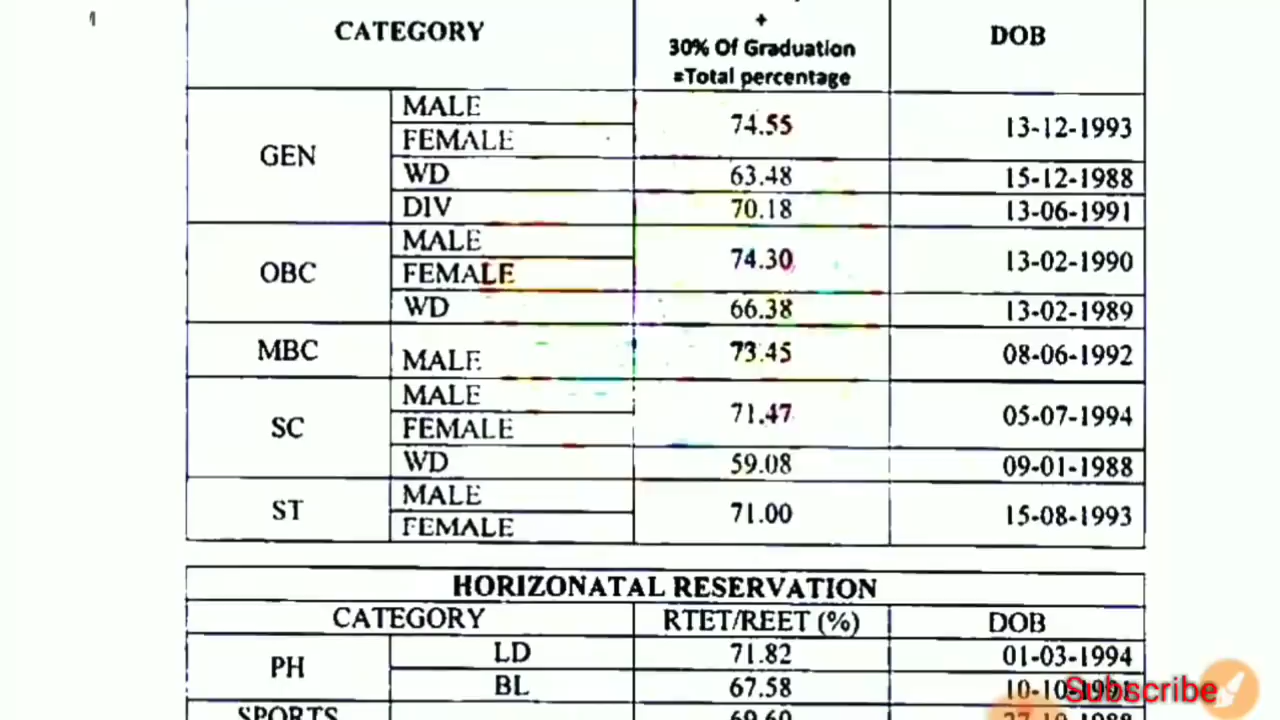 CATEGORY
+
30% Of Graduation
=Total percentage
DOB
GEN
MALE
FEMALE
74.55
13-12-1993
WD
63.48
15-12-1988
DIV
70.18
13-06-1991
OBC
MALE
FEMALE
74.30
13-02-1990
WD
66.38
13-02-1989
MBC
MALE
73.45
08-06-1992
SC
MALE
FEMALE
71.47
05-07-1994
WD
59.08
09-01-1988
ST
MALE
FEMALE
71.00
15-08-1993
HORIZONATAL RESERVATION
CATEGORY
RTET/REET (%)
DOB
PH
LD
71.82
01-03-1994
BL
67.58
Subscribe
SPORTS
69.60